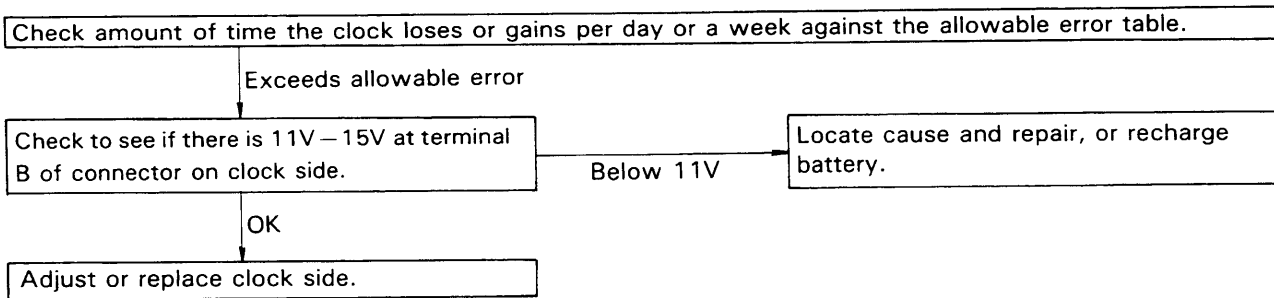 Check amount of time the clock loses or gains per day or a week against the allowable error table.
Exceeds allowable error
Check to see if there is 11V–15V at terminal
B of connector on clock side.
Below 11V
Locate cause and repair, or recharge
battery.
OK
Adjust or replace clock side.